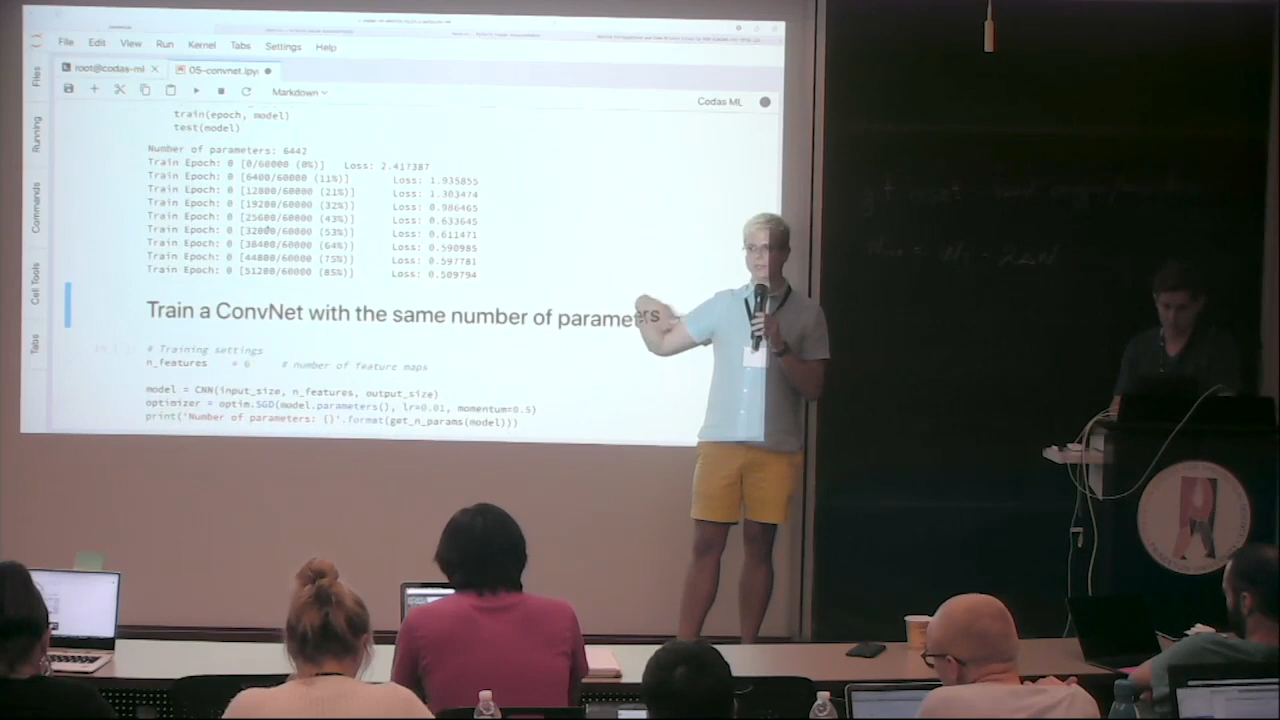 File Edit View Run Kernel Tabs Settings Help
root@codas-ml × 05-convnet.ipyn
Markdown
Codas ML
Files
Running
Commands
Cell Tools
Tabs
train(epoch, model)
test(model)
Number of parameters: 6442
Train Epoch: 0 [0/60000 (0%)] Loss: 2.417387
Train Epoch: 0 [6400/60000 (11%)] Loss: 1.935855
Train Epoch: 0 [12800/60000 (21%)] Loss: 1.303474
Train Epoch: 0 [19200/60000 (32%)] Loss: 0.986465
Train Epoch: 0 [25600/60000 (43%)] Loss: 0.633645
Train Epoch: 0 [32000/60000 (53%)] Loss: 0.611471
Train Epoch: 0 [38400/60000 (64%)] Loss: 0.590985
Train Epoch: 0 [44800/60000 (75%)] Loss: 0.597781
Train Epoch: 0 [51200/60000 (85%)] Loss: 0.509794
Train a ConvNet with the same number of parameters
# Training settings
n_features = 6 # number of feature maps
model = CNN(input_size, n_features, output_size)
optimizer = optim.SGD(model.parameters(), lr=0.01, momentum=0.5)
print('Number of parameters: {}'.format(get_n_params(model)))